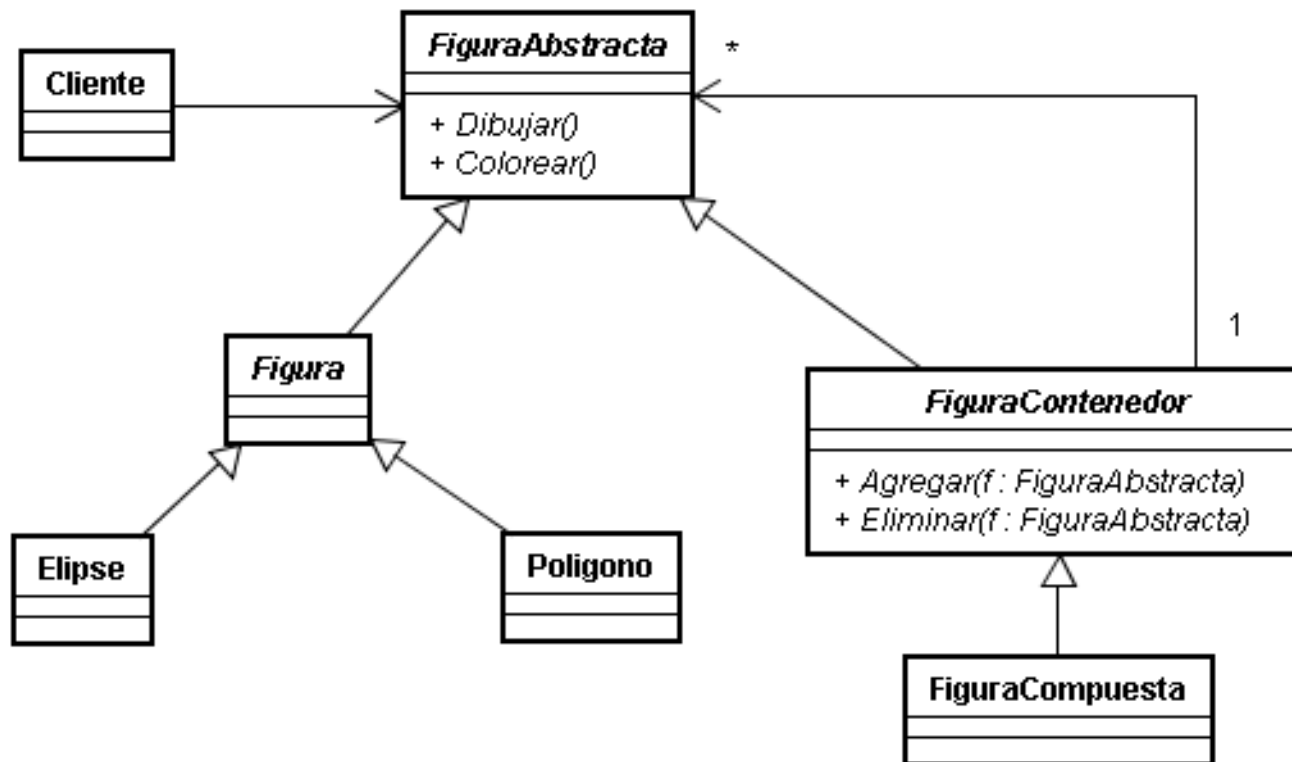 FiguraAbstracta
*
Cliente
+ Dibujar()
+ Colorear()
1
Figura
FiguraContenedor
+ Agregar(f : FiguraAbstracta)
+ Eliminar(f : FiguraAbstracta)
Elipse
Poligono
FiguraCompuesta